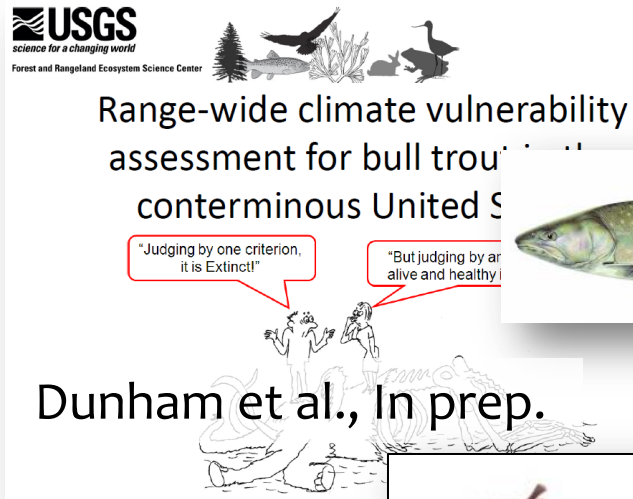 USGS
science for a changing world
Forest and Rangeland Ecosystem Science Center
Range-wide climate vulnerability
assessment for bull trout
conterminous United
"Judging by one criterion,
it is Extinct!"
"But judging by
alive and healthy
Dunham et al., In prep.